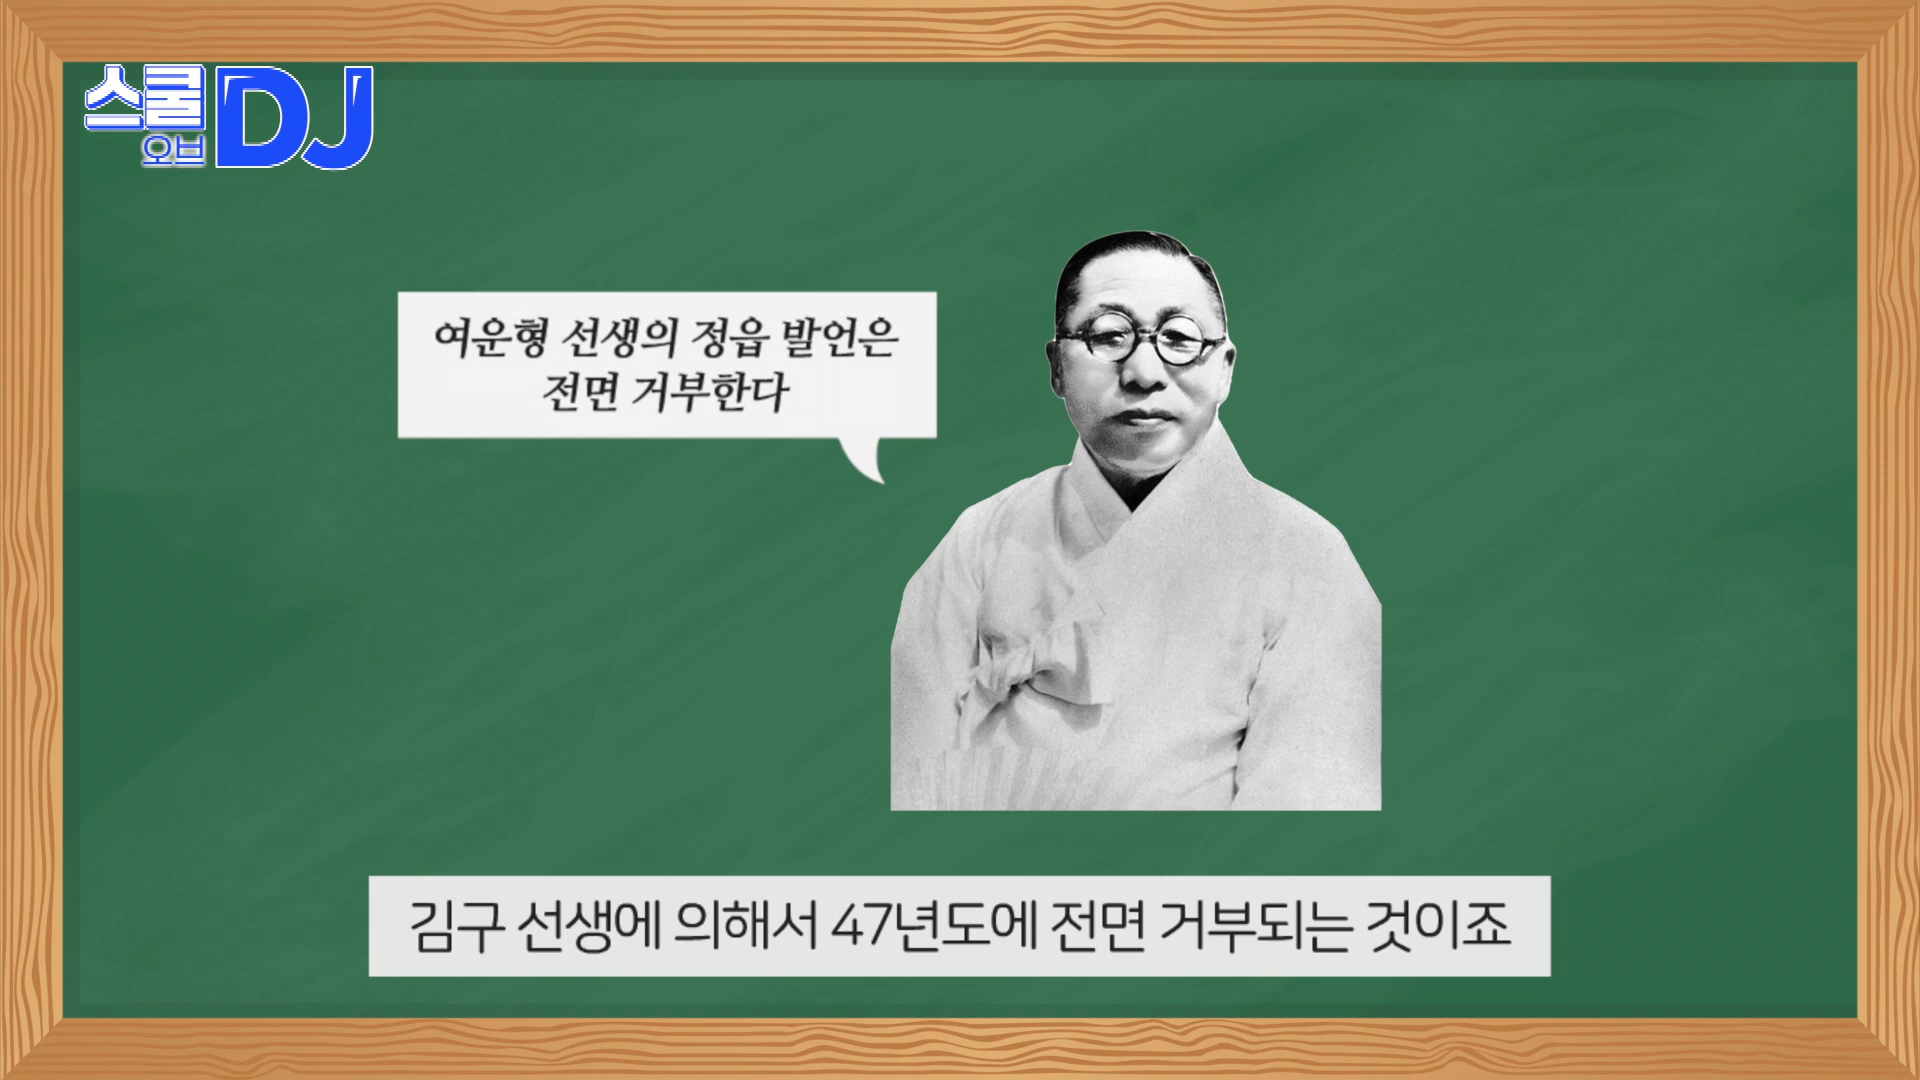 스쿨
오브 DJ
여운형 선생의 정읍 발언은
전면 거부한다
김구 선생에 의해서 47년도에 전면 거부되는 것이죠